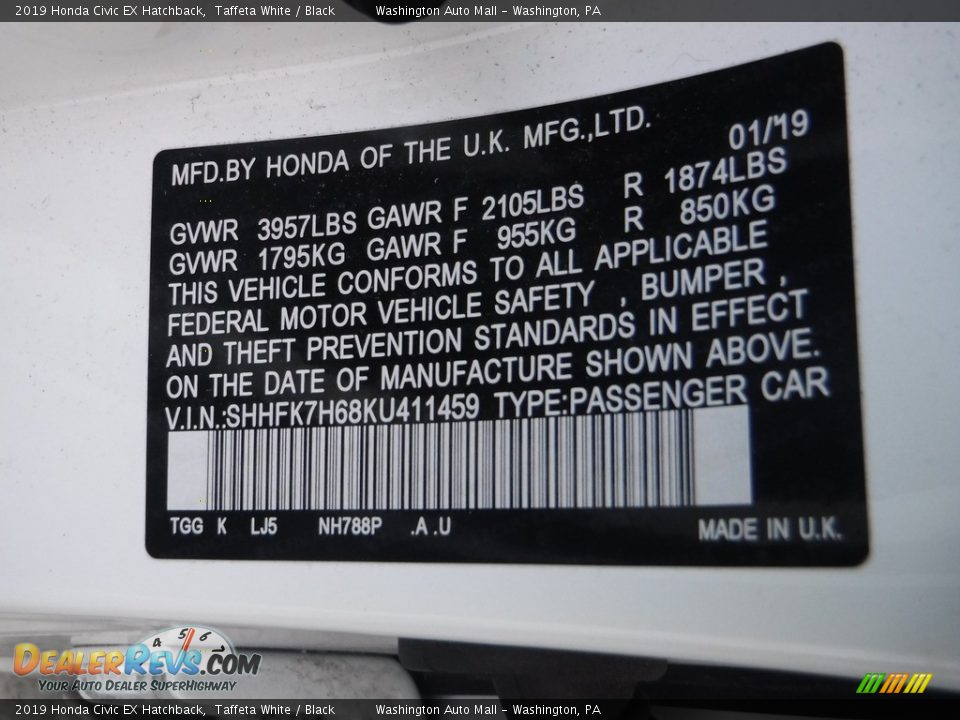 2019 Honda Civic EX Hatchback, Taffeta White / Black Washington Auto Mall - Washington, PA
MFD.BY HONDA OF THE U.K. MFG.,LTD.
01/'19
GVWR 3957LBS GAWR F 2105LBS R 1874LBS
GVWR 1795KG GAWR F 955KG R 850KG
THIS VEHICLE CONFORMS TO ALL APPLICABLE
FEDERAL MOTOR VEHICLE SAFETY , BUMPER ,
AND THEFT PREVENTION STANDARDS IN EFFECT
ON THE DATE OF MANUFACTURE SHOWN ABOVE.
V.I.N.:SHHFK7H68KU411459 TYPE:PASSENGER CAR
TGG K LJ5 NH788P .A .U MADE IN U.K.
4 5 6 7
DEALERREVS.COM
YOUR AUTO DEALER SUPERHIGHWAY
2019 Honda Civic EX Hatchback, Taffeta White / Black Washington Auto Mall - Washington, PA